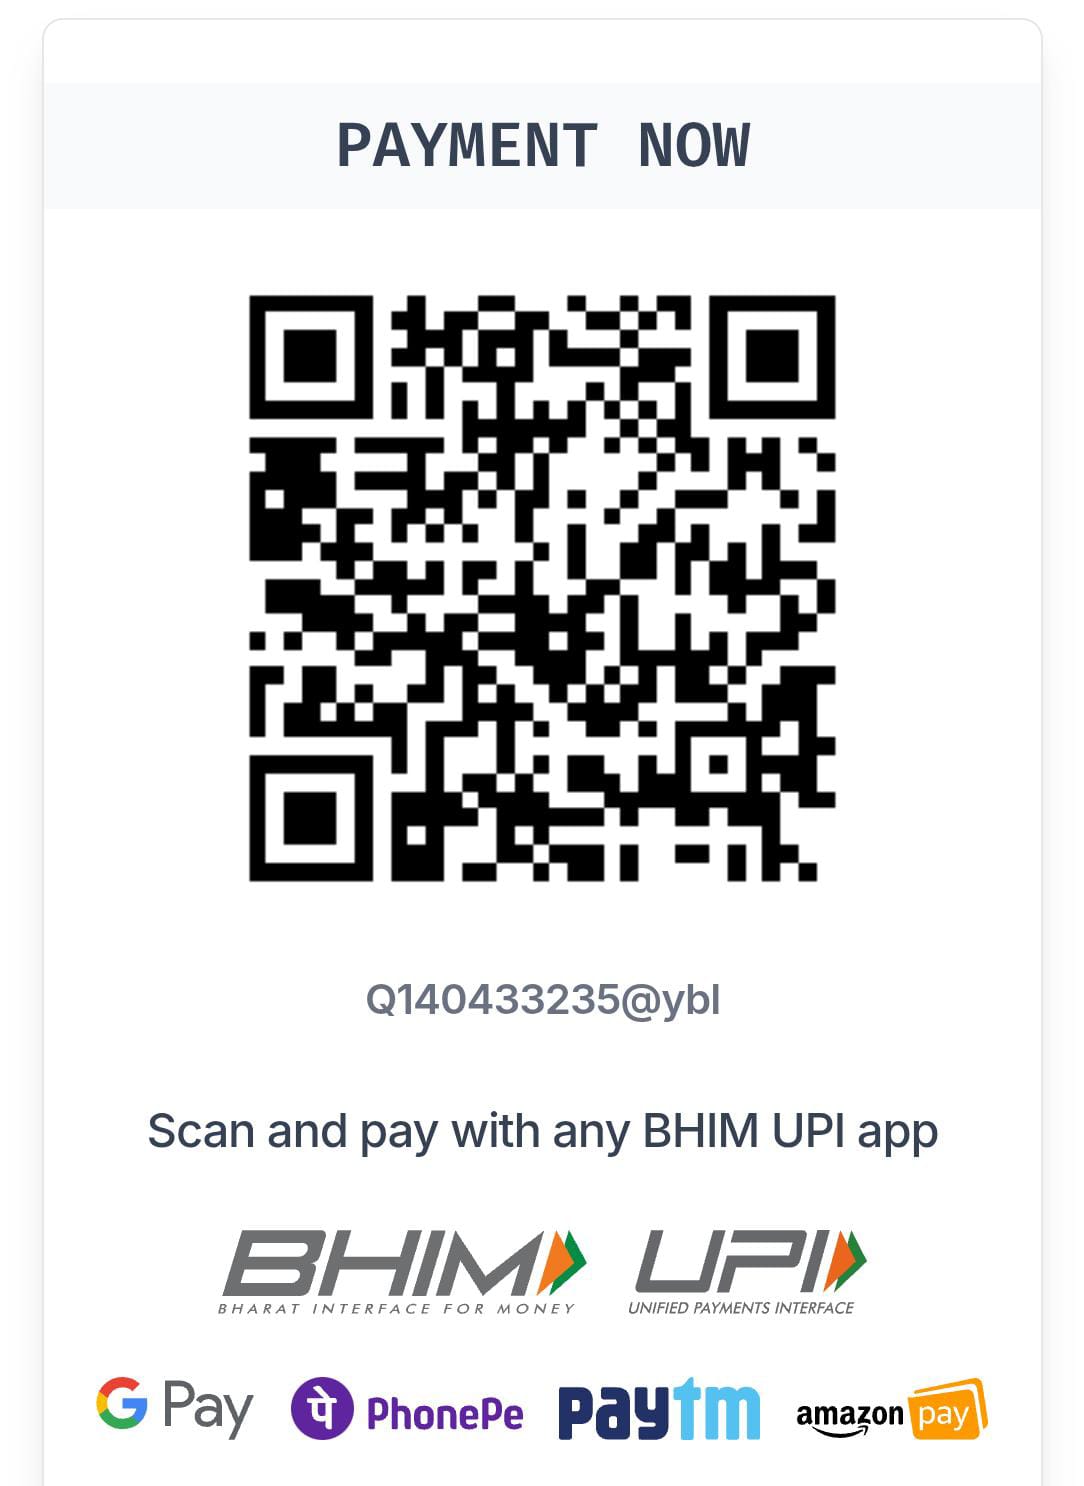 PAYMENT NOW
Q140433235@ybl
Scan and pay with any BHIM UPI app
BHIM UPI
BHARAT INTERFACE FOR MONEY UNIFIED PAYMENTS INTERFACE
G Pay पे PhonePe paytm amazon pay